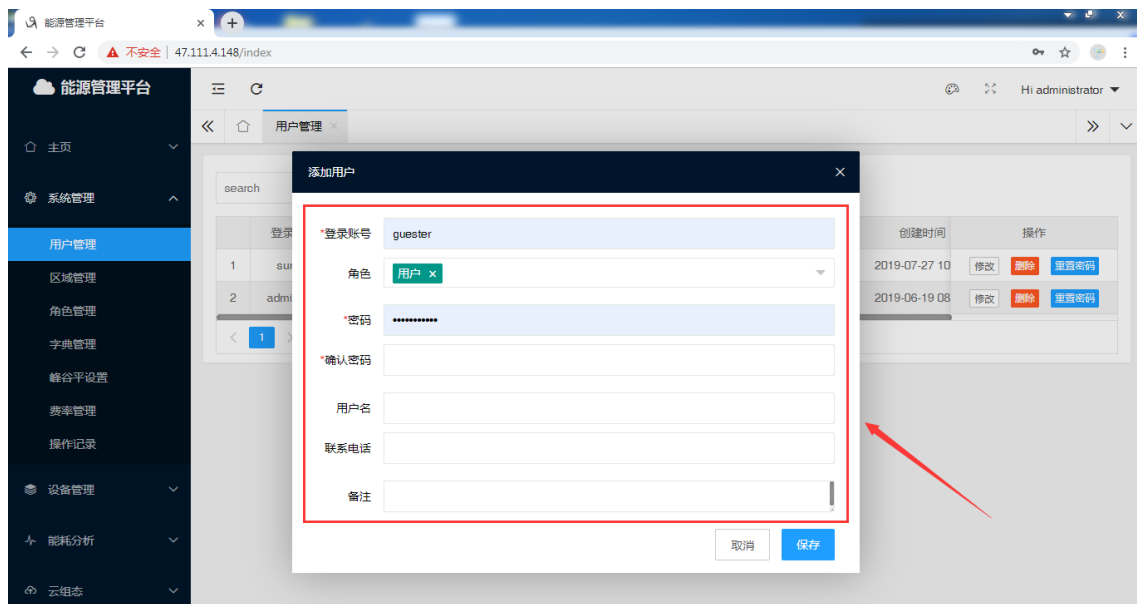 能源管理平台
不安全 | 47.111.4.148/index
能源管理平台
Hi administrator
用户管理
主页
系统管理
用户管理
区域管理
角色管理
字典管理
峰谷平设置
费率管理
操作记录
设备管理
能耗分析
云组态
search
登录
创建时间
操作
1
sur
2019-07-27 10
修改
删除
重置密码
2
admi
2019-06-19 08
修改
删除
重置密码
1
添加用户
*登录账号
guester
角色
用户
*密码
•••••••••••
*确认密码
用户名
联系电话
备注
取消
保存